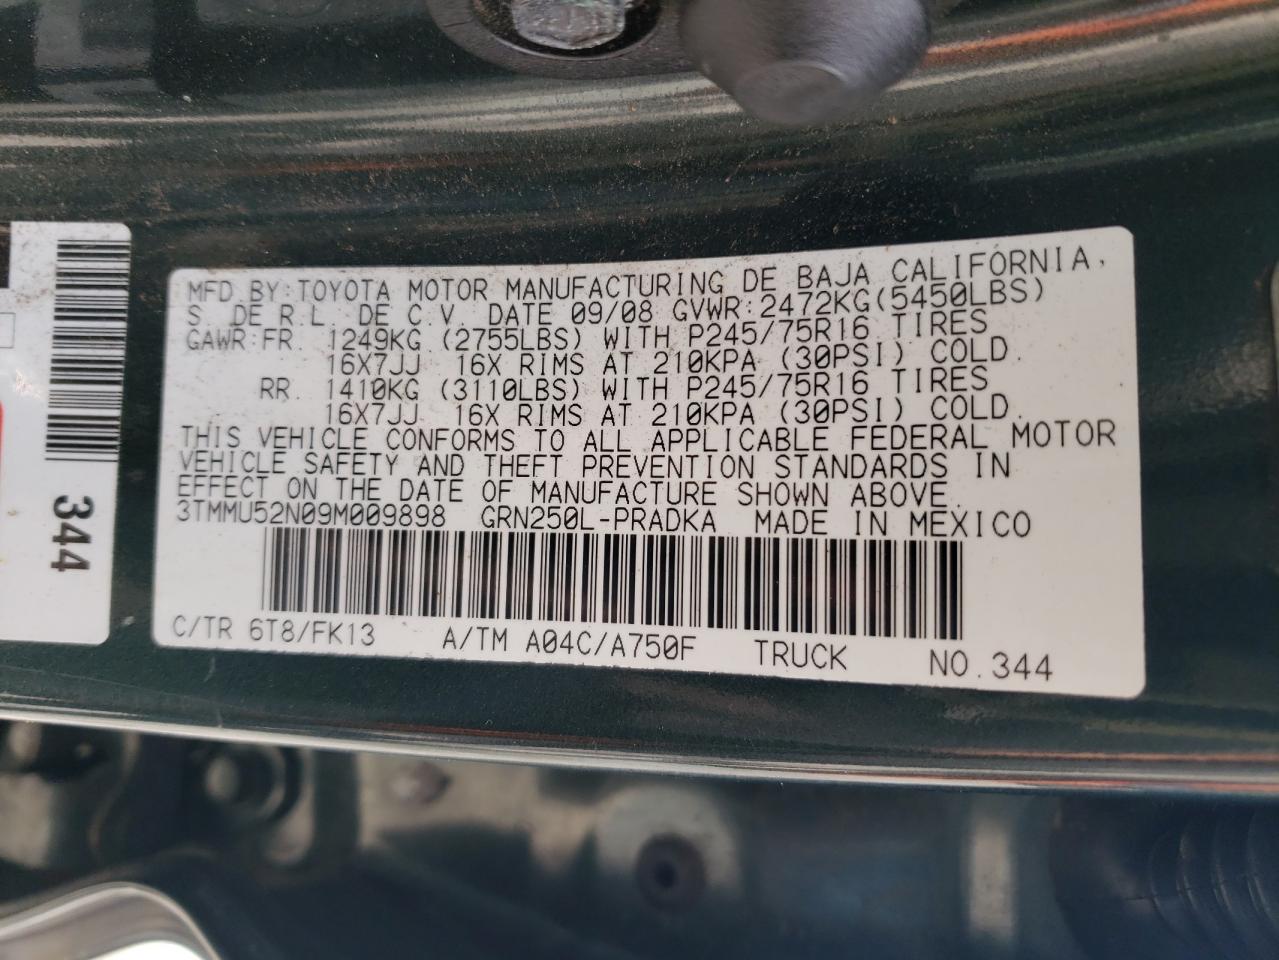 MFD BY:TOYOTA MOTOR MANUFACTURING DE BAJA CALIFORNIA,
S. DE R.L. DE C.V. DATE 09/08 GVWR:2472KG(5450LBS)
GAWR:FR. 1249KG (2755LBS) WITH P245/75R16 TIRES
16X7JJ 16X RIMS AT 210KPA (30PSI) COLD.
RR. 1410KG (3110LBS) WITH P245/75R16 TIRES
16X7JJ 16X RIMS AT 210KPA (30PSI) COLD.
THIS VEHICLE CONFORMS TO ALL APPLICABLE FEDERAL MOTOR
VEHICLE SAFETY AND THEFT PREVENTION STANDARDS IN
EFFECT ON THE DATE OF MANUFACTURE SHOWN ABOVE.
3TMMU52N09M009898 GRN250L-PRADKA MADE IN MEXICO
C/TR 6T8/FK13 A/TM A04C/A750F TRUCK NO.344
344